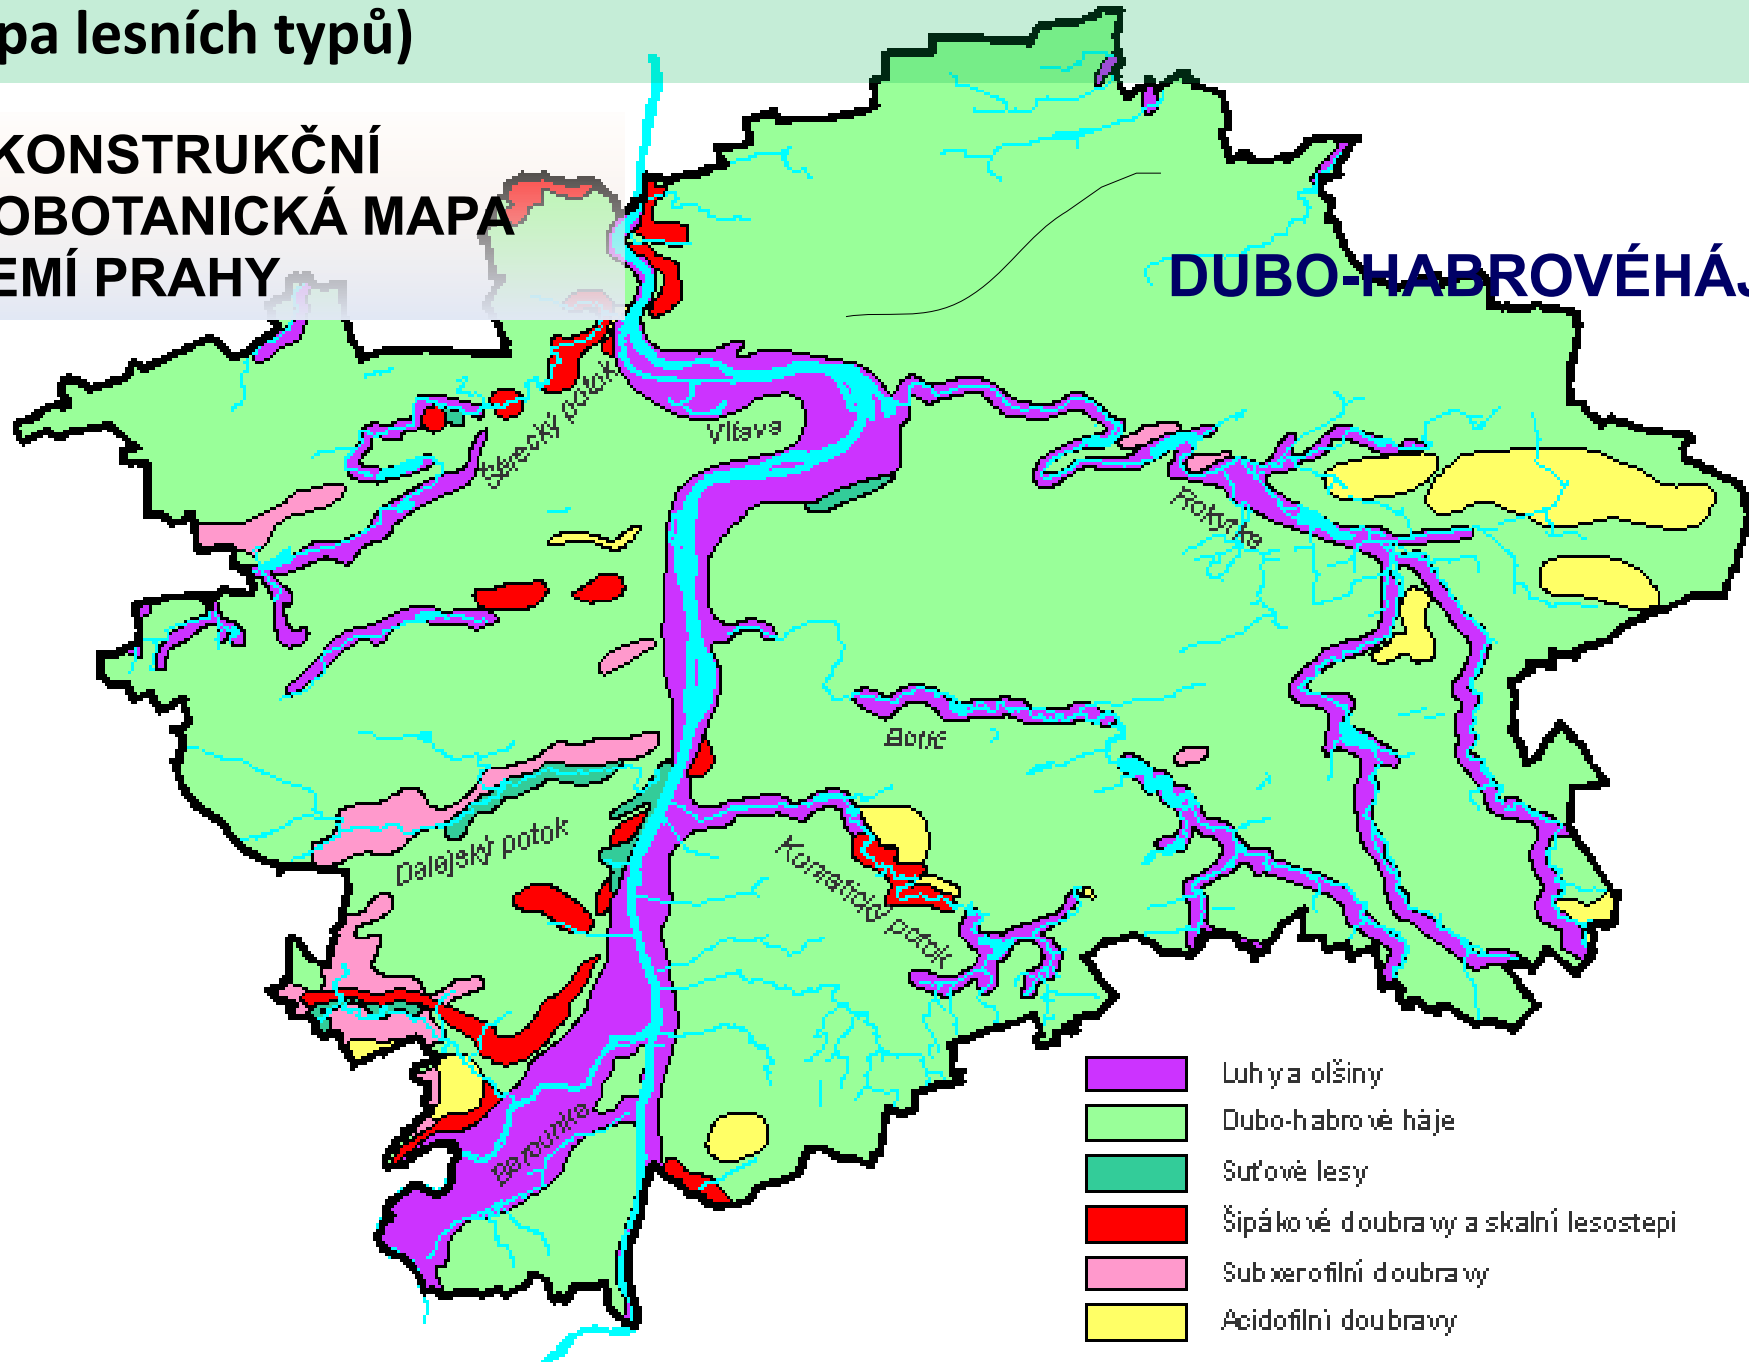 pa lesních typů)
KONSTRUKČNÍ
OBOTANICKÁ MAPA
EMÍ PRAHY
DUBO-HABROVÉHÁJ
Šárecký potok
Vltava
Rokytka
Botič
Dalejský potok
Kunratický potok
Berounka
Luhy a olšiny
Dubo-habrové háje
Suťové lesy
Šipákové doubravy a skalní lesostepi
Subxerofilní doubravy
Acidofilní doubravy